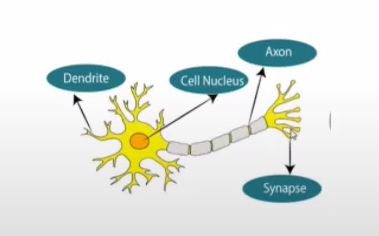 Axon
Dendrite
Cell Nucleus
Synapse